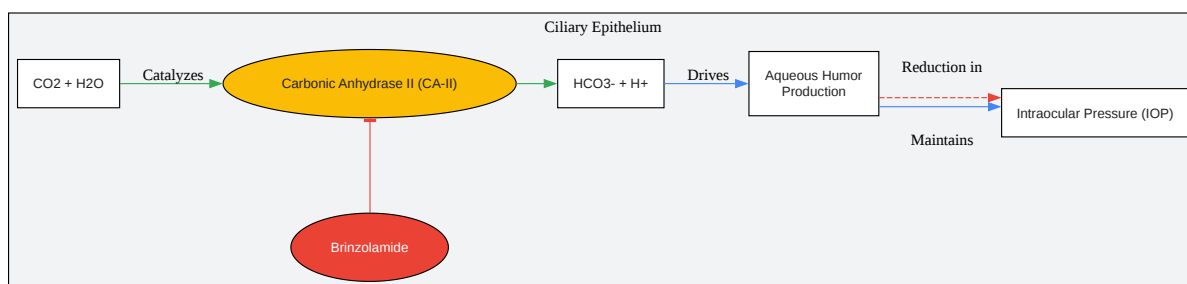 Ciliary Epithelium
CO2 + H2O
Catalyzes
Carbonic Anhydrase II (CA-II)
HCO3- + H+
Drives
Aqueous Humor
Production
Reduction in
Maintains
Intraocular Pressure (IOP)
Brinzolamide